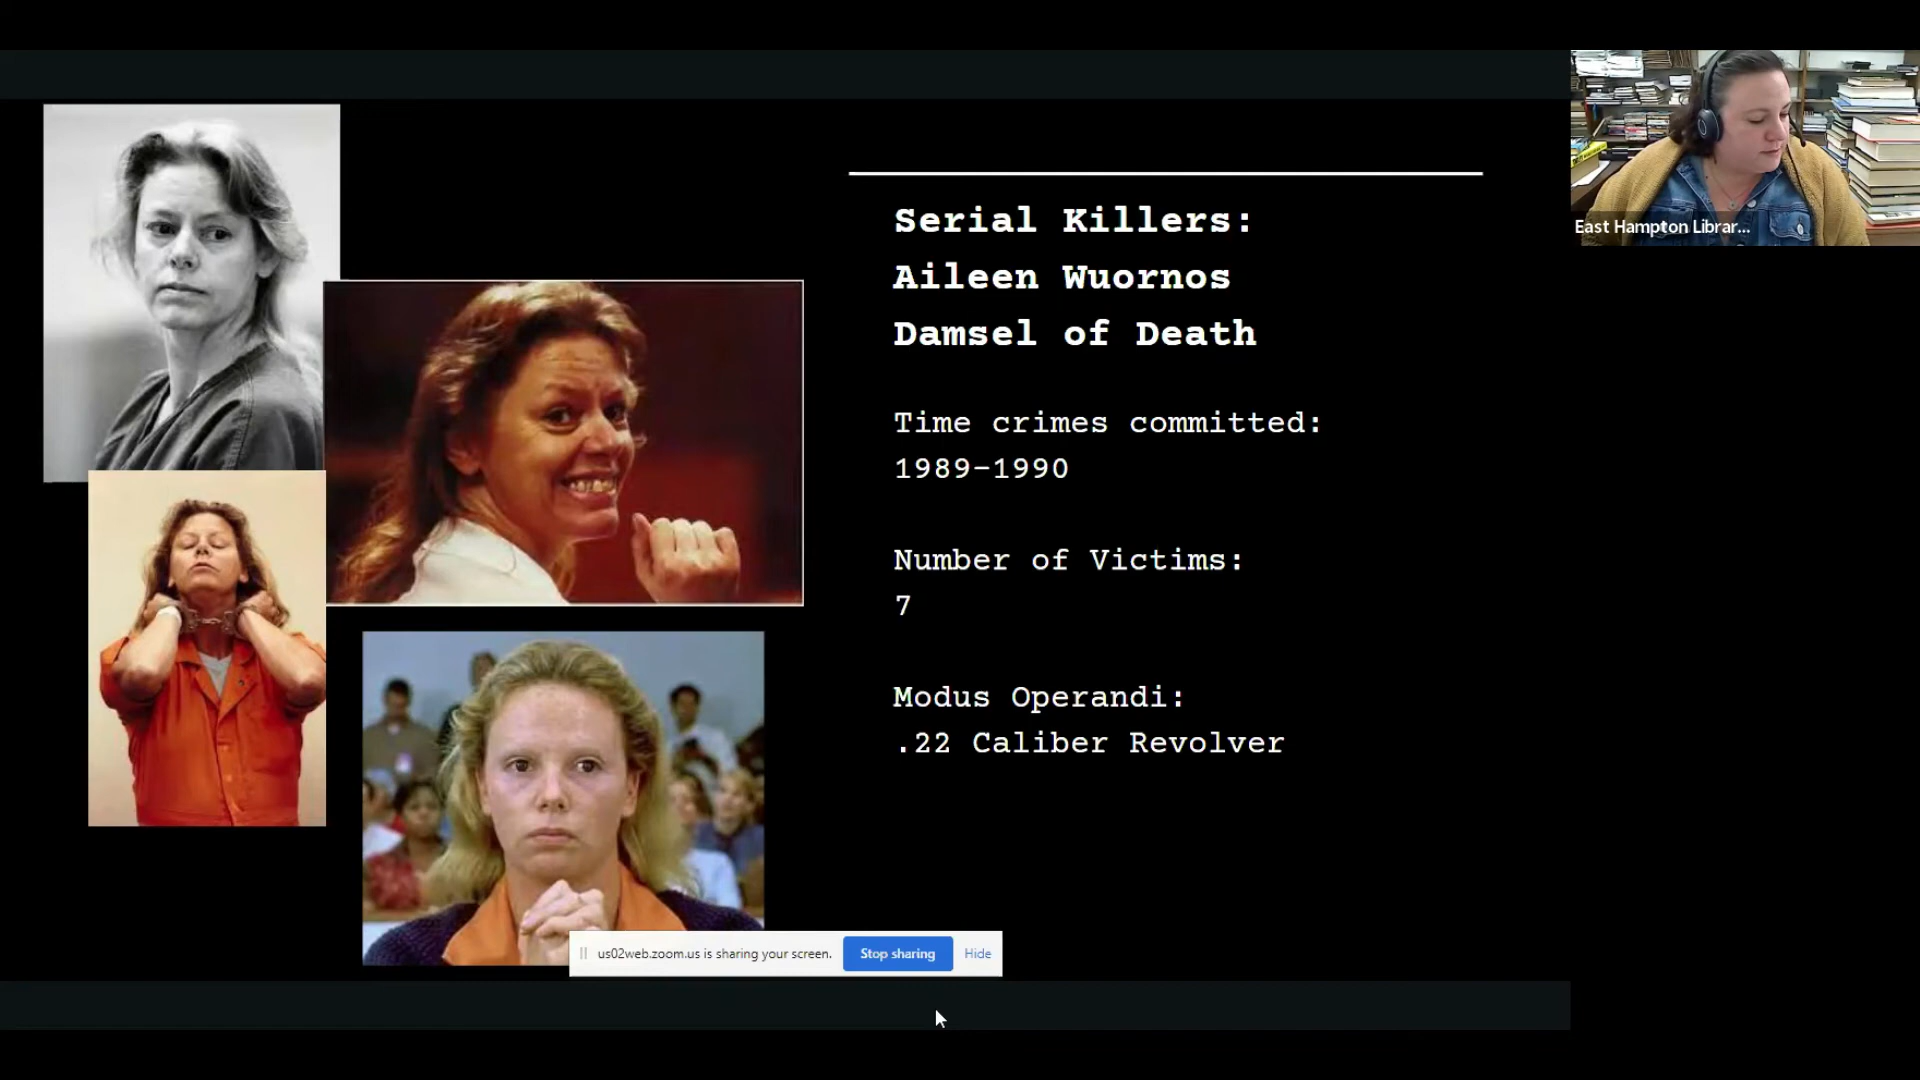 Serial Killers:
Aileen Wuornos
Damsel of Death
Time crimes committed:
1989-1990
Number of Victims:
7
Modus Operandi:
.22 Caliber Revolver
East Hampton Librar...
us02web.zoom.us is sharing your screen.
Stop sharing
Hide